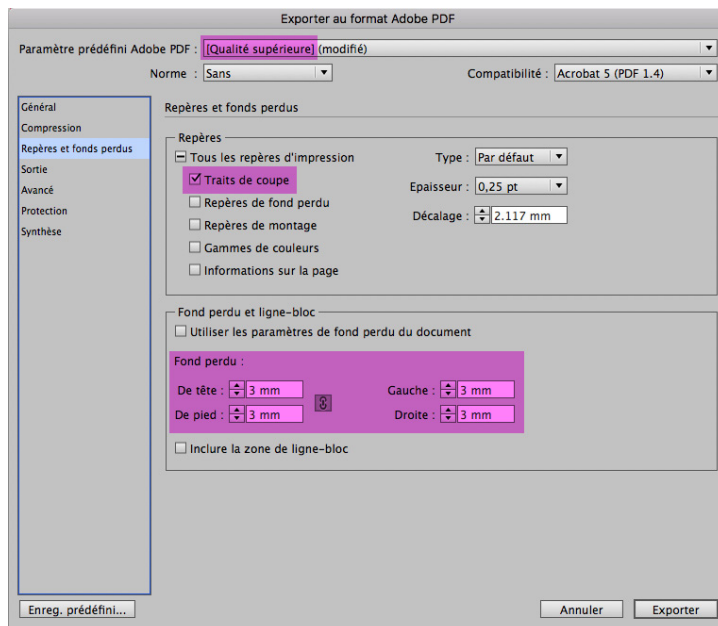 Exporter au format Adobe PDF
Paramètre prédéfini Adobe PDF : [Qualité supérieure] (modifié)
Norme : Sans
Compatibilité : Acrobat 5 (PDF 1.4)
Général
Compression
Repères et fonds perdus
Sortie
Avancé
Protection
Synthèse
Repères et fonds perdus
Repères
Tous les repères d'impression
Traits de coupe
Repères de fond perdu
Repères de montage
Gammes de couleurs
Informations sur la page
Type : Par défaut
Epaisseur : 0,25 pt
Décalage : 2.117 mm
Fond perdu et ligne-bloc
Utiliser les paramètres de fond perdu du document
Fond perdu :
De tête : 3 mm
De pied : 3 mm
Gauche : 3 mm
Droite : 3 mm
Inclure la zone de ligne-bloc
Enreg. prédéfini...
Annuler
Exporter